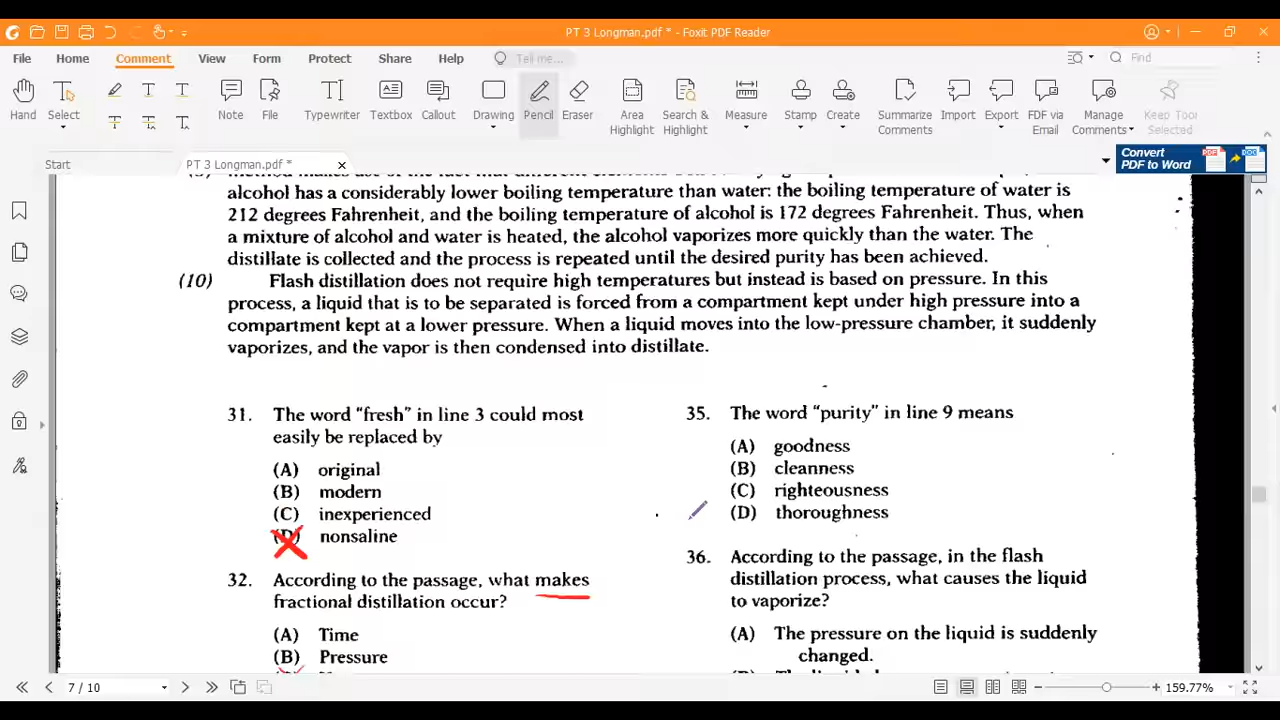 PT 3 Longman.pdf * - Foxit PDF Reader
File Home Comment View Form Protect Share Help Tell me... Find
Hand Select Note File Typewriter Textbox Callout Drawing Pencil Eraser Area Highlight Search & Highlight Measure Stamp Create Summarize Comments Import Export FDF via Email Manage Comments Keep Tool Selected
Start PT 3 Longman.pdf * Convert PDF to Word
alcohol has a considerably lower boiling temperature than water: the boiling temperature of water is
212 degrees Fahrenheit, and the boiling temperature of alcohol is 172 degrees Fahrenheit. Thus, when
a mixture of alcohol and water is heated, the alcohol vaporizes more quickly than the water. The
distillate is collected and the process is repeated until the desired purity has been achieved.
(10) Flash distillation does not require high temperatures but instead is based on pressure. In this
process, a liquid that is to be separated is forced from a compartment kept under high pressure into a
compartment kept at a lower pressure. When a liquid moves into the low-pressure chamber, it suddenly
vaporizes, and the vapor is then condensed into distillate.
31. The word "fresh" in line 3 could most
easily be replaced by
(A) original
(B) modern
(C) inexperienced
(D) nonsaline
32. According to the passage, what makes
fractional distillation occur?
(A) Time
(B) Pressure
35. The word "purity" in line 9 means
(A) goodness
(B) cleanness
(C) righteousness
(D) thoroughness
36. According to the passage, in the flash
distillation process, what causes the liquid
to vaporize?
(A) The pressure on the liquid is suddenly
changed.
7 / 10 159.77%